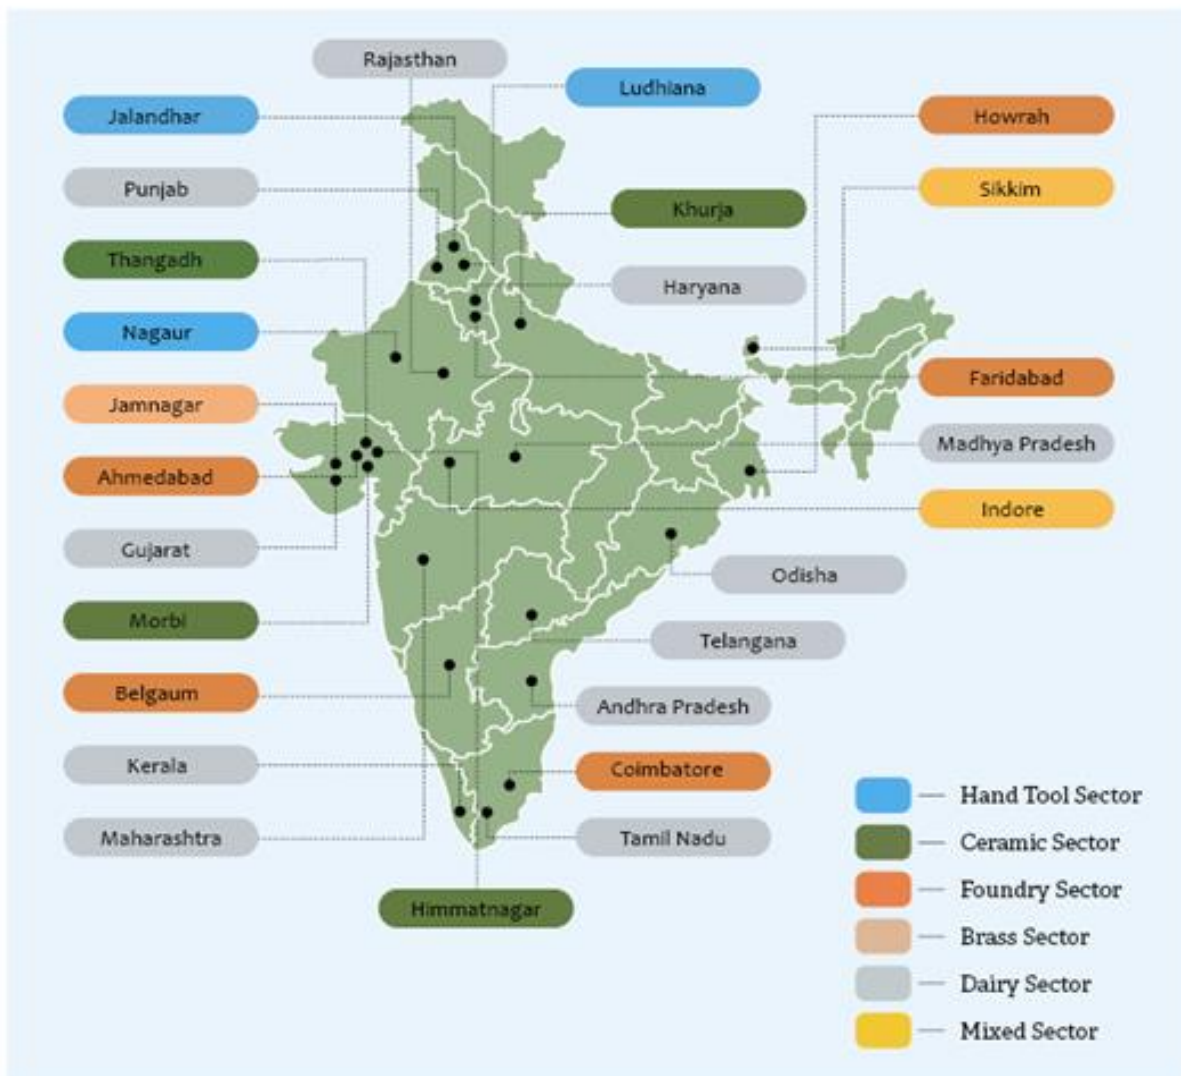 Rajasthan
Ludhiana
Jalandhar
Howrah
Punjab
Sikkim
Khurja
Thangadh
Haryana
Nagaur
Faridabad
Jamnagar
Madhya Pradesh
Ahmedabad
Indore
Gujarat
Odisha
Morbi
Telangana
Belgaum
Andhra Pradesh
Kerala
Coimbatore
Maharashtra
Tamil Nadu
Himmatnagar
Hand Tool Sector
Ceramic Sector
Foundry Sector
Brass Sector
Dairy Sector
Mixed Sector